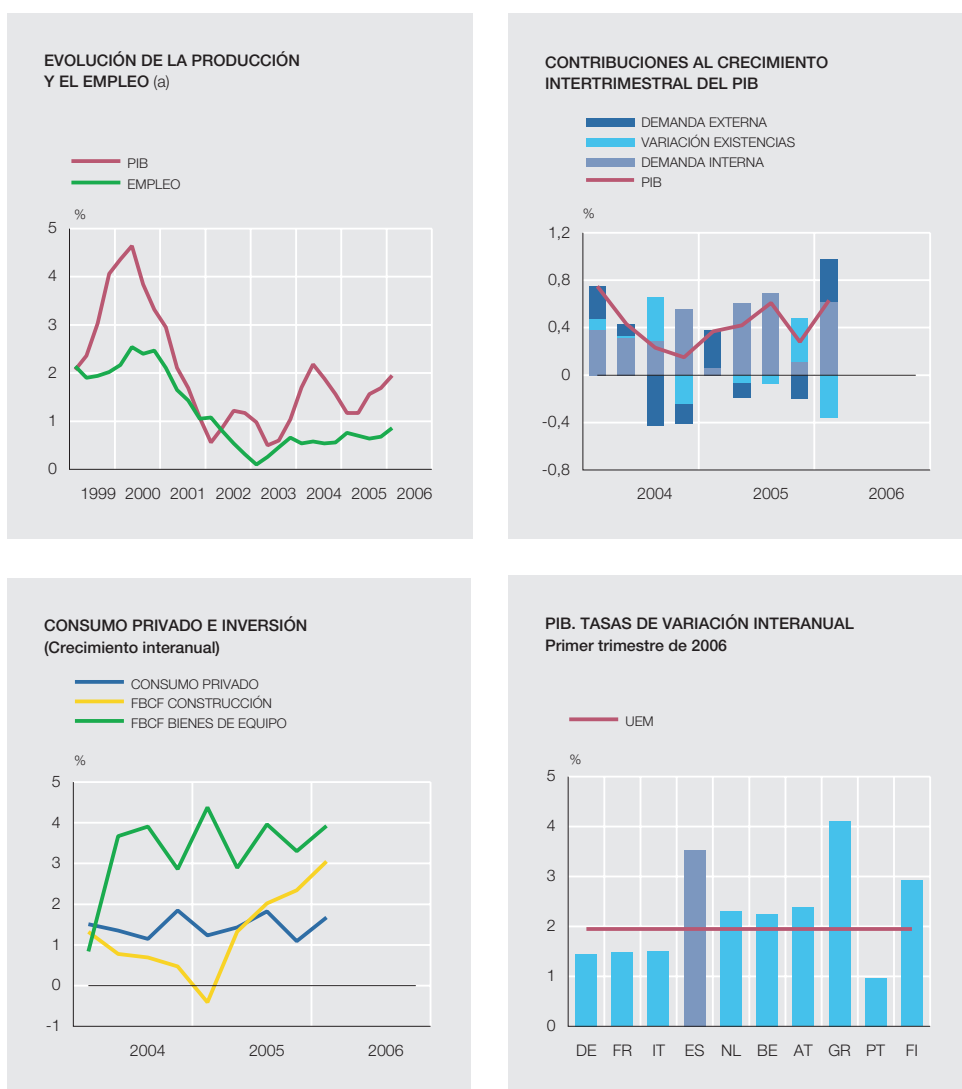 EVOLUCIÓN DE LA PRODUCCIÓN
Y EL EMPLEO (a)
PIB
EMPLEO
%
5
4
3
2
1
0
1999 2000 2001 2002 2003 2004 2005 2006
CONTRIBUCIONES AL CRECIMIENTO
INTERTRIMESTRAL DEL PIB
DEMANDA EXTERNA
VARIACIÓN EXISTENCIAS
DEMANDA INTERNA
PIB
%
1,2
0,8
0,4
0
-0,4
-0,8
2004 2005 2006
CONSUMO PRIVADO E INVERSIÓN
(Crecimiento interanual)
CONSUMO PRIVADO
FBCF CONSTRUCCIÓN
FBCF BIENES DE EQUIPO
%
5
4
3
2
1
0
-1
2004 2005 2006
PIB. TASAS DE VARIACIÓN INTERANUAL
Primer trimestre de 2006
UEM
%
5
4
3
2
1
0
DE FR IT ES NL BE AT GR PT FI